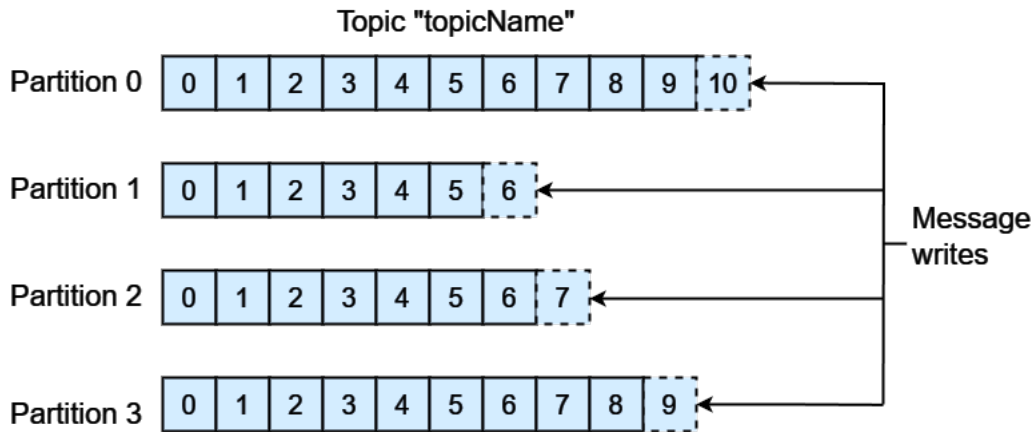 Topic "topicName"
Partition 0 0 1 2 3 4 5 6 7 8 9 10
Partition 1 0 1 2 3 4 5 6
Message
writes
Partition 2 0 1 2 3 4 5 6 7
Partition 3 0 1 2 3 4 5 6 7 8 9